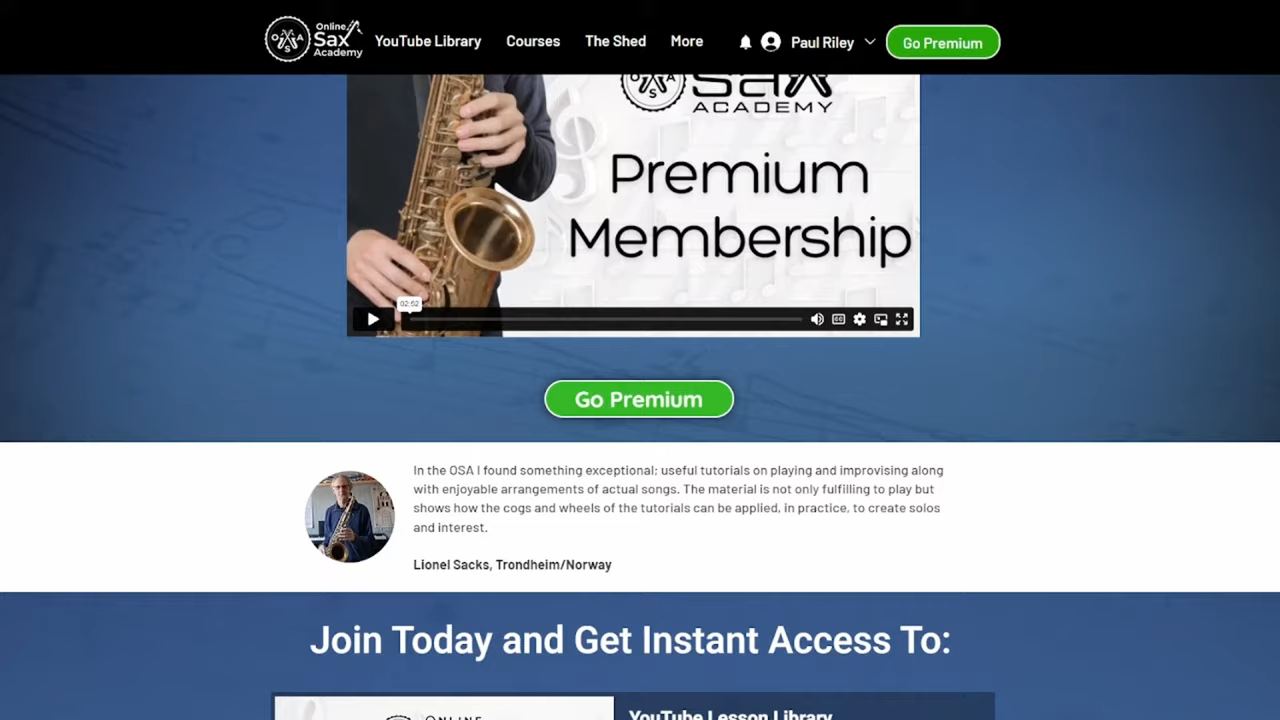 Online
Sax
Academy
OSA
YouTube Library
Courses
The Shed
More
Paul Riley
Go Premium
OSA
Sax
ACADEMY
Premium
Membership
02:52
Go Premium
In the OSA I found something exceptional; useful tutorials on playing and improvising along
with enjoyable arrangements of actual songs. The material is not only fulfilling to play but
shows how the cogs and wheels of the tutorials can be applied, in practice, to create solos
and interest.
Lionel Sacks, Trondheim/Norway
Join Today and Get Instant Access To:
ONLINE
YouTube Lesson Library